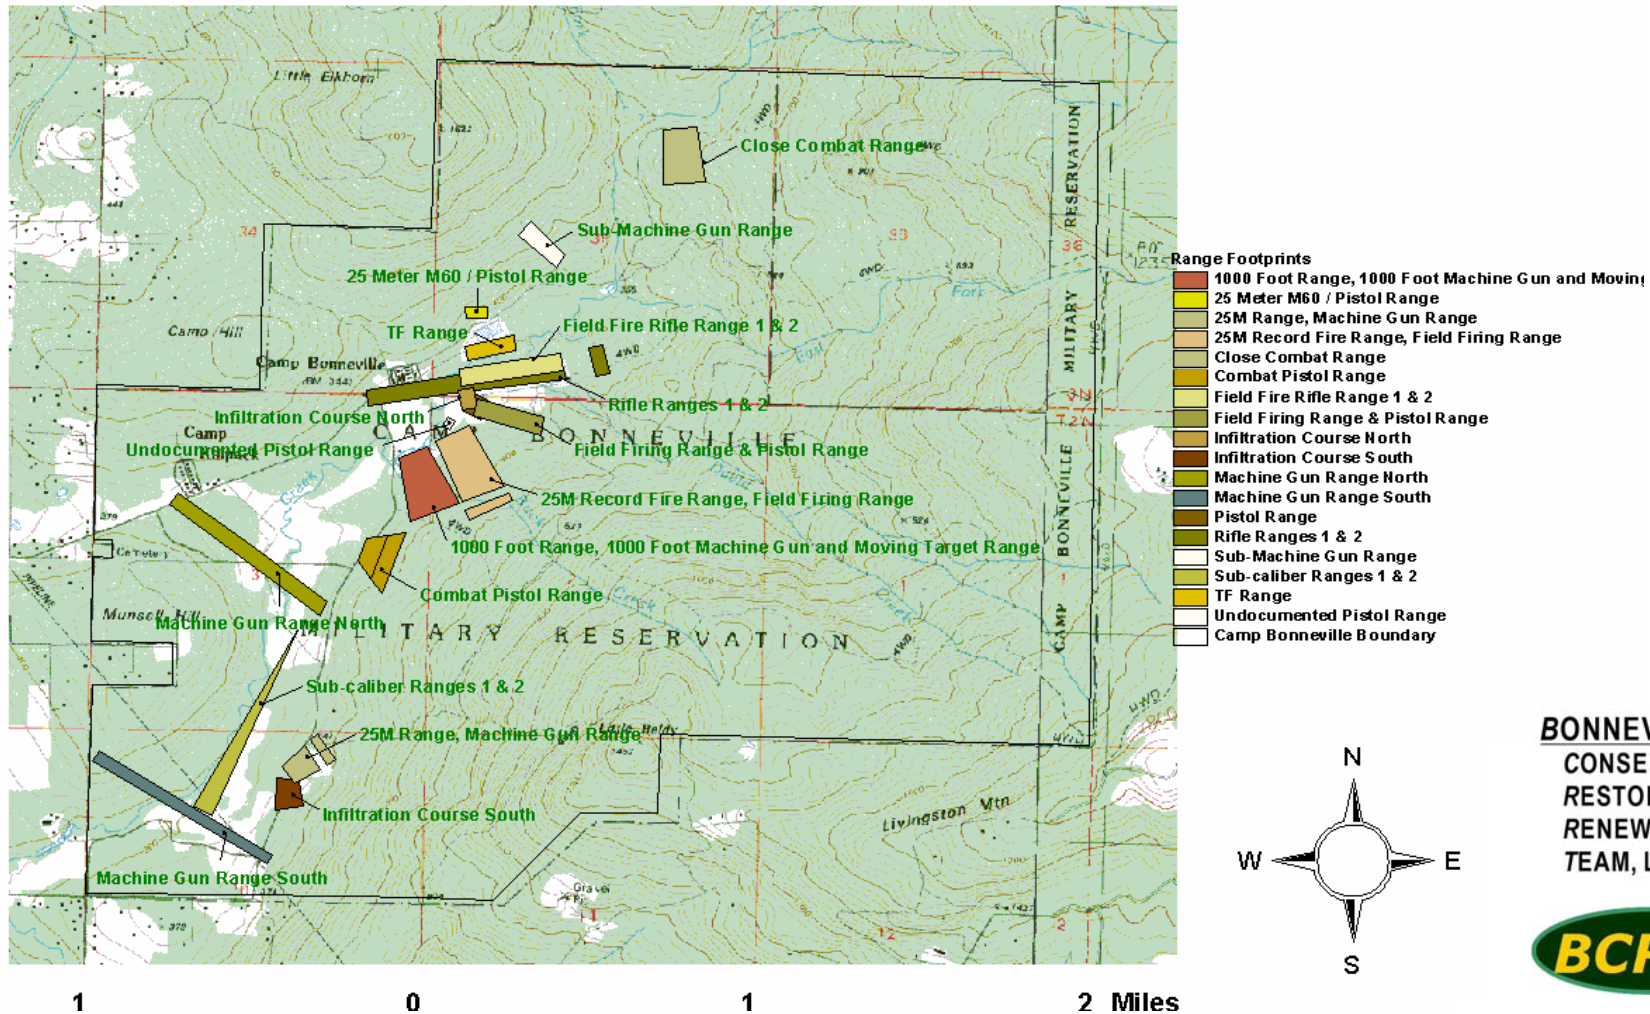 Little Elkhorn
Close Combat Range
Sub-Machine Gun Range
25 Meter M60 / Pistol Range
TF Range
Field Fire Rifle Range 1 & 2
Camp Hill
Camp Bonneville
(BM 344)
Rifle Ranges 1 & 2
Infiltration Course North
CAMP BONNEVILLE
Camp
Undocumented Pistol Range
Field Firing Range & Pistol Range
25M Record Fire Range, Field Firing Range
1000 Foot Range, 1000 Foot Machine Gun and Moving Target Range
Cemetery
Combat Pistol Range
Munsell Hill
Machine Gun Range North
MILITARY RESERVATION
Sub-caliber Ranges 1 & 2
25M Range, Machine Gun Range
Infiltration Course South
Livingston Mtn
Machine Gun Range South
CAMP BONNEVILLE MILITARY RESERVATION
Range Footprints
1000 Foot Range, 1000 Foot Machine Gun and Moving
25 Meter M60 / Pistol Range
25M Range, Machine Gun Range
25M Record Fire Range, Field Firing Range
Close Combat Range
Combat Pistol Range
Field Fire Rifle Range 1 & 2
Field Firing Range & Pistol Range
Infiltration Course North
Infiltration Course South
Machine Gun Range North
Machine Gun Range South
Pistol Range
Rifle Ranges 1 & 2
Sub-Machine Gun Range
Sub-caliber Ranges 1 & 2
TF Range
Undocumented Pistol Range
Camp Bonneville Boundary
N
W E
S
BONNEV
CONSE
RESTO
RENEW
TEAM, L
BC
1 0 1 2 Miles